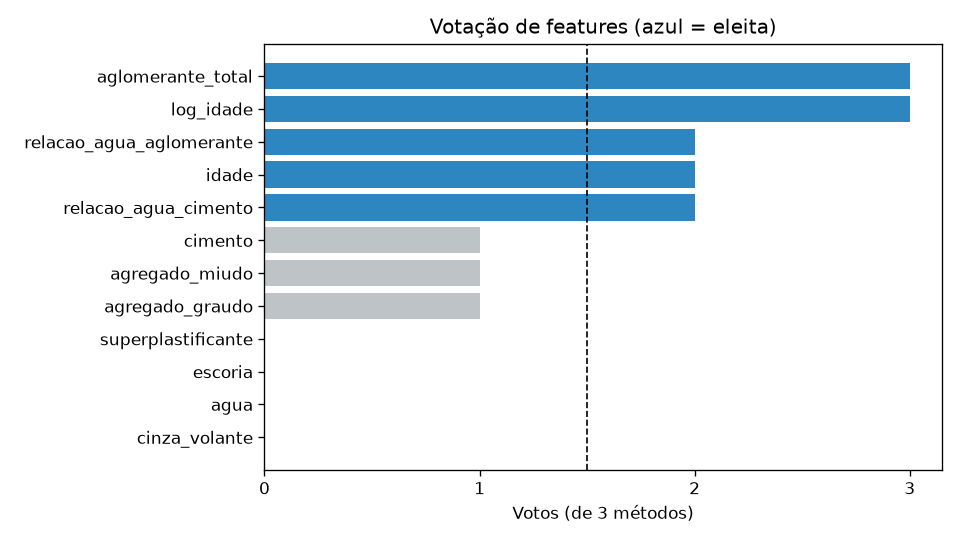 Votação de features (azul = eleita)
aglomerante_total
log_idade
relacao_agua_aglomerante
idade
relacao_agua_cimento
cimento
agregado_miudo
agregado_graudo
superplastificante
escoria
agua
cinza_volante
0 1 2 3
Votos (de 3 métodos)